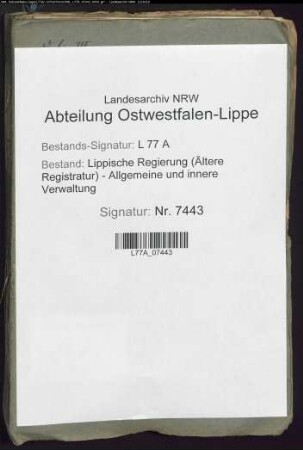 Landesarchiv NRW
Abteilung Ostwestfalen-Lippe
Bestands-Signatur: L 77 A
Bestand: Lippische Regierung (Ältere
Registratur) - Allgemeine und innere
Verwaltung
Signatur: Nr. 7443
L77A_07443